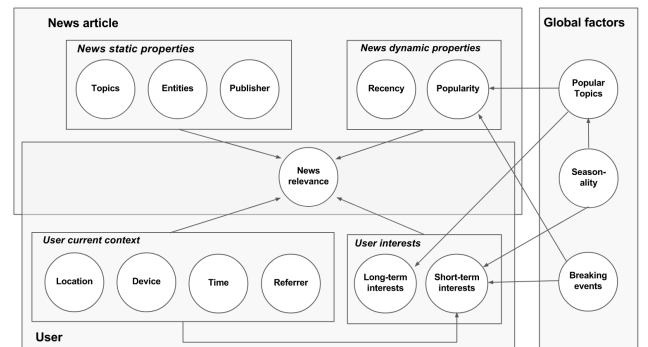 News article
Global factors
News static properties
News dynamic properties
Topics
Entities
Publisher
Recency
Popularity
Popular
Topics
News
relevance
Season-
ality
User current context
User interests
Location
Device
Time
Referrer
Long-term
interests
Short-term
interests
Breaking
events
User